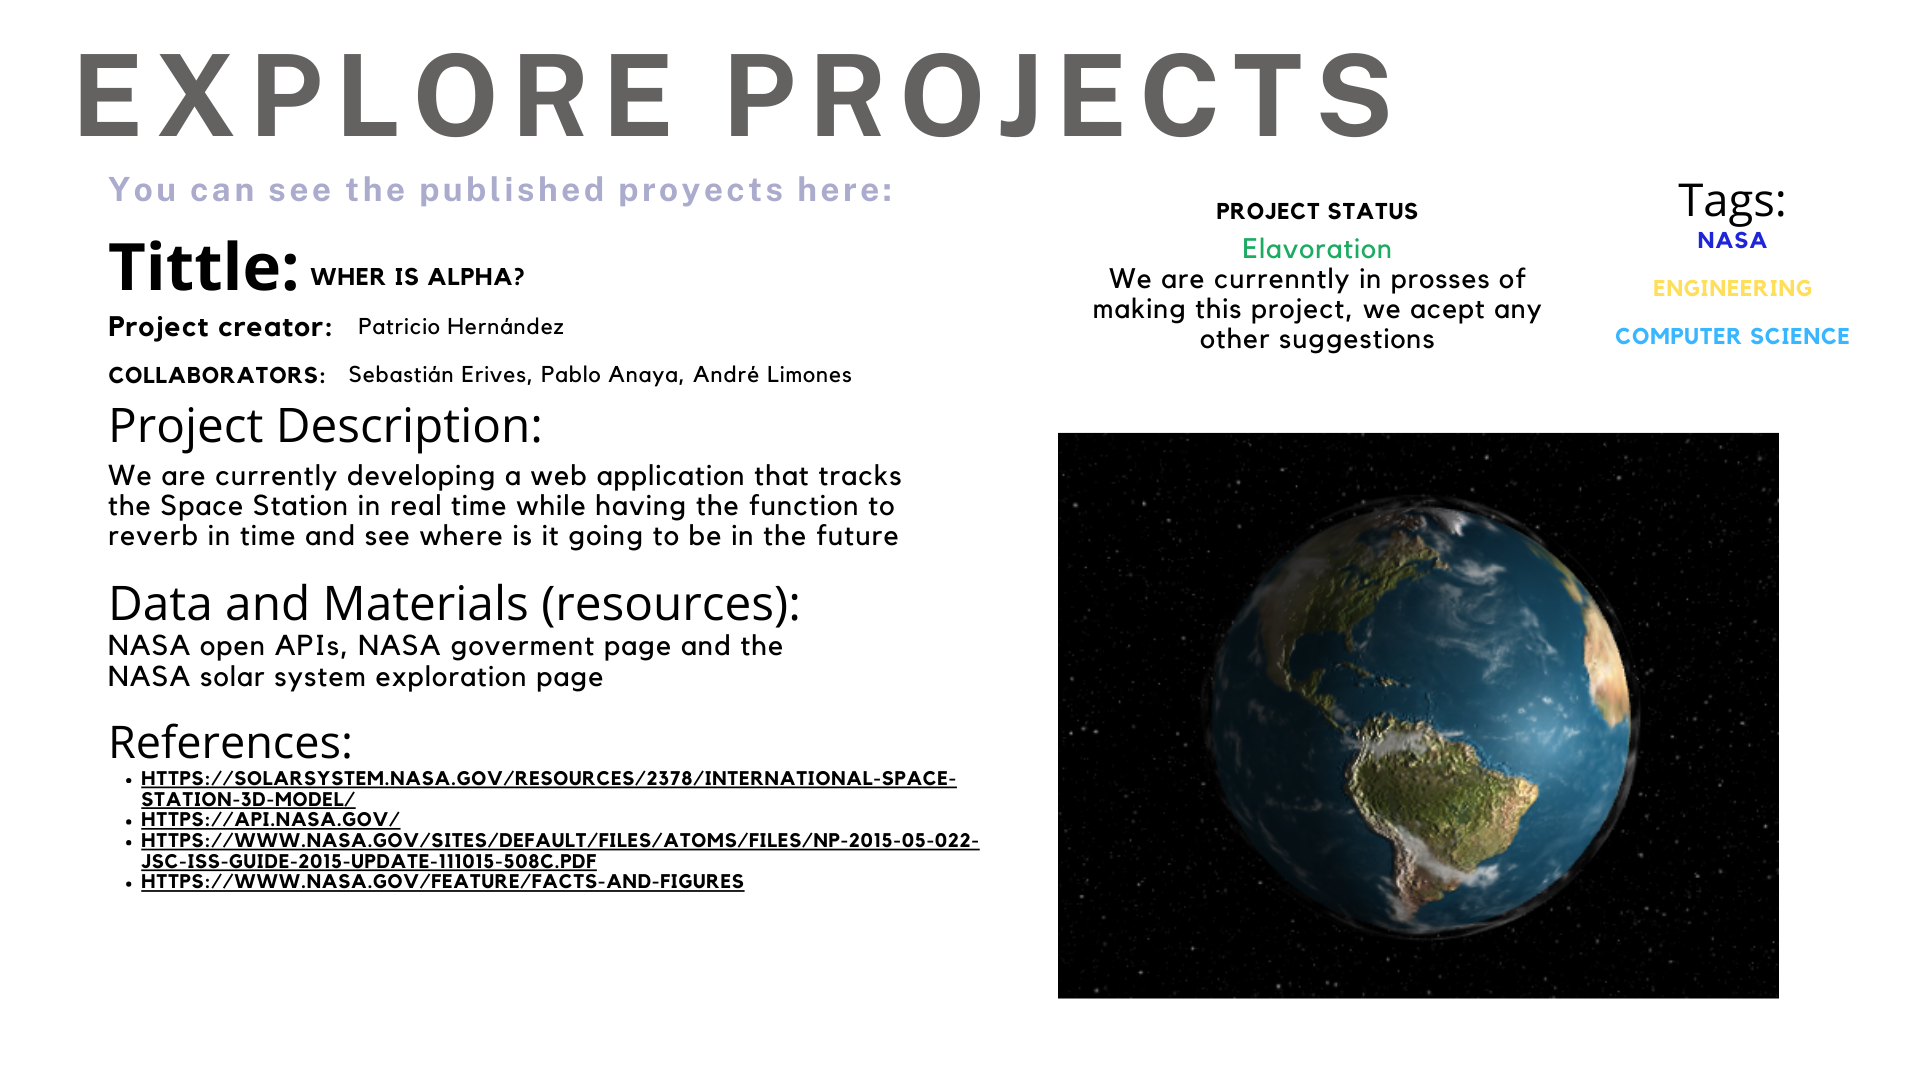 EXPLORE PROJECTS
You can see the published proyects here:
Tittle: WHER IS ALPHA?
Project creator: Patricio Hernández
COLLABORATORS: Sebastián Erives, Pablo Anaya, André Limones
Project Description:
We are currently developing a web application that tracks
the Space Station in real time while having the function to
reverb in time and see where is it going to be in the future
Data and Materials (resources):
NASA open APIs, NASA goverment page and the
NASA solar system exploration page
References:
• HTTPS://SOLARSYSTEM.NASA.GOV/RESOURCES/2378/INTERNATIONAL-SPACE-
STATION-3D-MODEL/
• HTTPS://API.NASA.GOV/
• HTTPS://WWW.NASA.GOV/SITES/DEFAULT/FILES/ATOMS/FILES/NP-2015-05-022-
JSC-ISS-GUIDE-2015-UPDATE-111015-508C.PDF
• HTTPS://WWW.NASA.GOV/FEATURE/FACTS-AND-FIGURES
PROJECT STATUS
Elavoration
We are currenntly in prosses of
making this project, we acept any
other suggestions
Tags:
NASA
ENGINEERING
COMPUTER SCIENCE